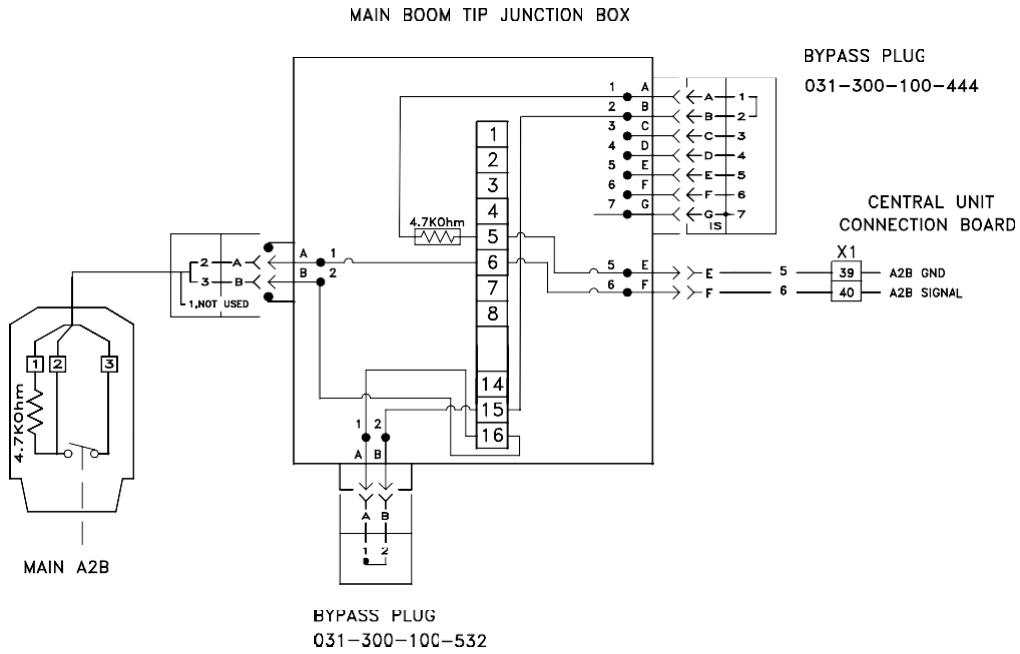 MAIN BOOM TIP JUNCTION BOX
BYPASS PLUG
031-300-100-444
1 A A 1
2 B B 2
3 C C 3
4 D D 4
5 E E 5
6 F F 6
7 G G 7
IS
1
2
3
4
5
6
7
8
14
15
16
4.7KOhm
CENTRAL UNIT
CONNECTION BOARD
X1
5 E E 5 39 A2B GND
6 F F 6 40 A2B SIGNAL
2 A A 1
3 B B 2
1,NOT USED
1 2 3
4.7KOhm
MAIN A2B
1 2
A B
A B
1 2
BYPASS PLUG
031-300-100-532